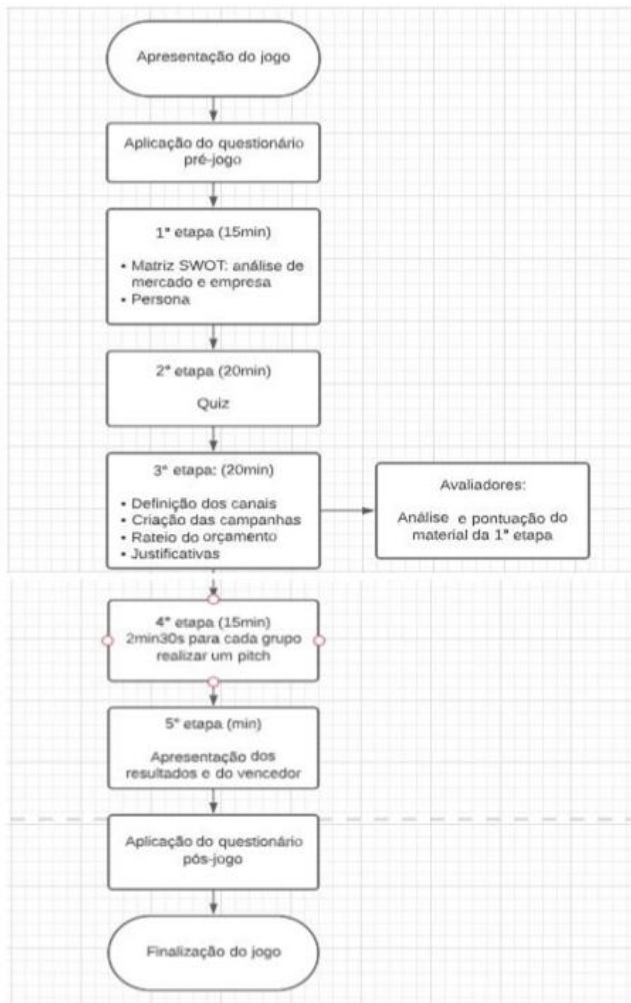 Apresentação do jogo
Aplicação do questionário
pré-jogo
1ª etapa (15min)
• Matriz SWOT: análise de
mercado e empresa
• Persona
2ª etapa (20min)
Quiz
3ª etapa: (20min)
• Definição dos canais
• Criação das campanhas
• Rateio do orçamento
• Justificativas
Avaliadores:
Análise e pontuação do
material da 1ª etapa
4ª etapa (15min)
2min30s para cada grupo
realizar um pitch
5ª etapa (min)
Apresentação dos
resultados e do vencedor
Aplicação do questionário
pós-jogo
Finalização do jogo